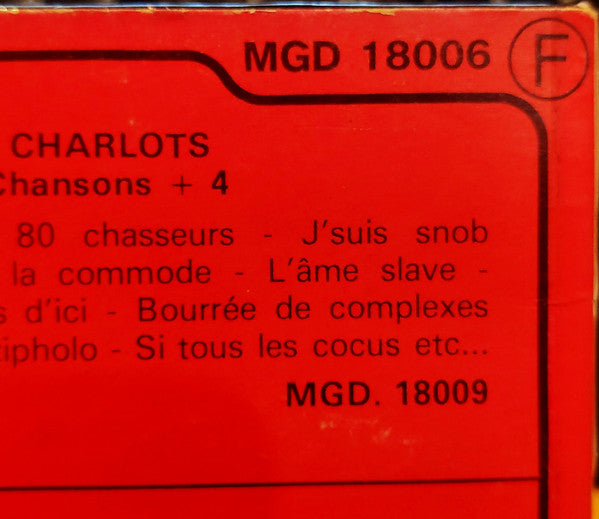 MGD 18006 F
CHARLOTS
Chansons + 4
80 chasseurs - J'suis snob
la commode - L'âme slave -
d'ici - Bourrée de complexes
- Si tous les cocus etc...
MGD. 18009